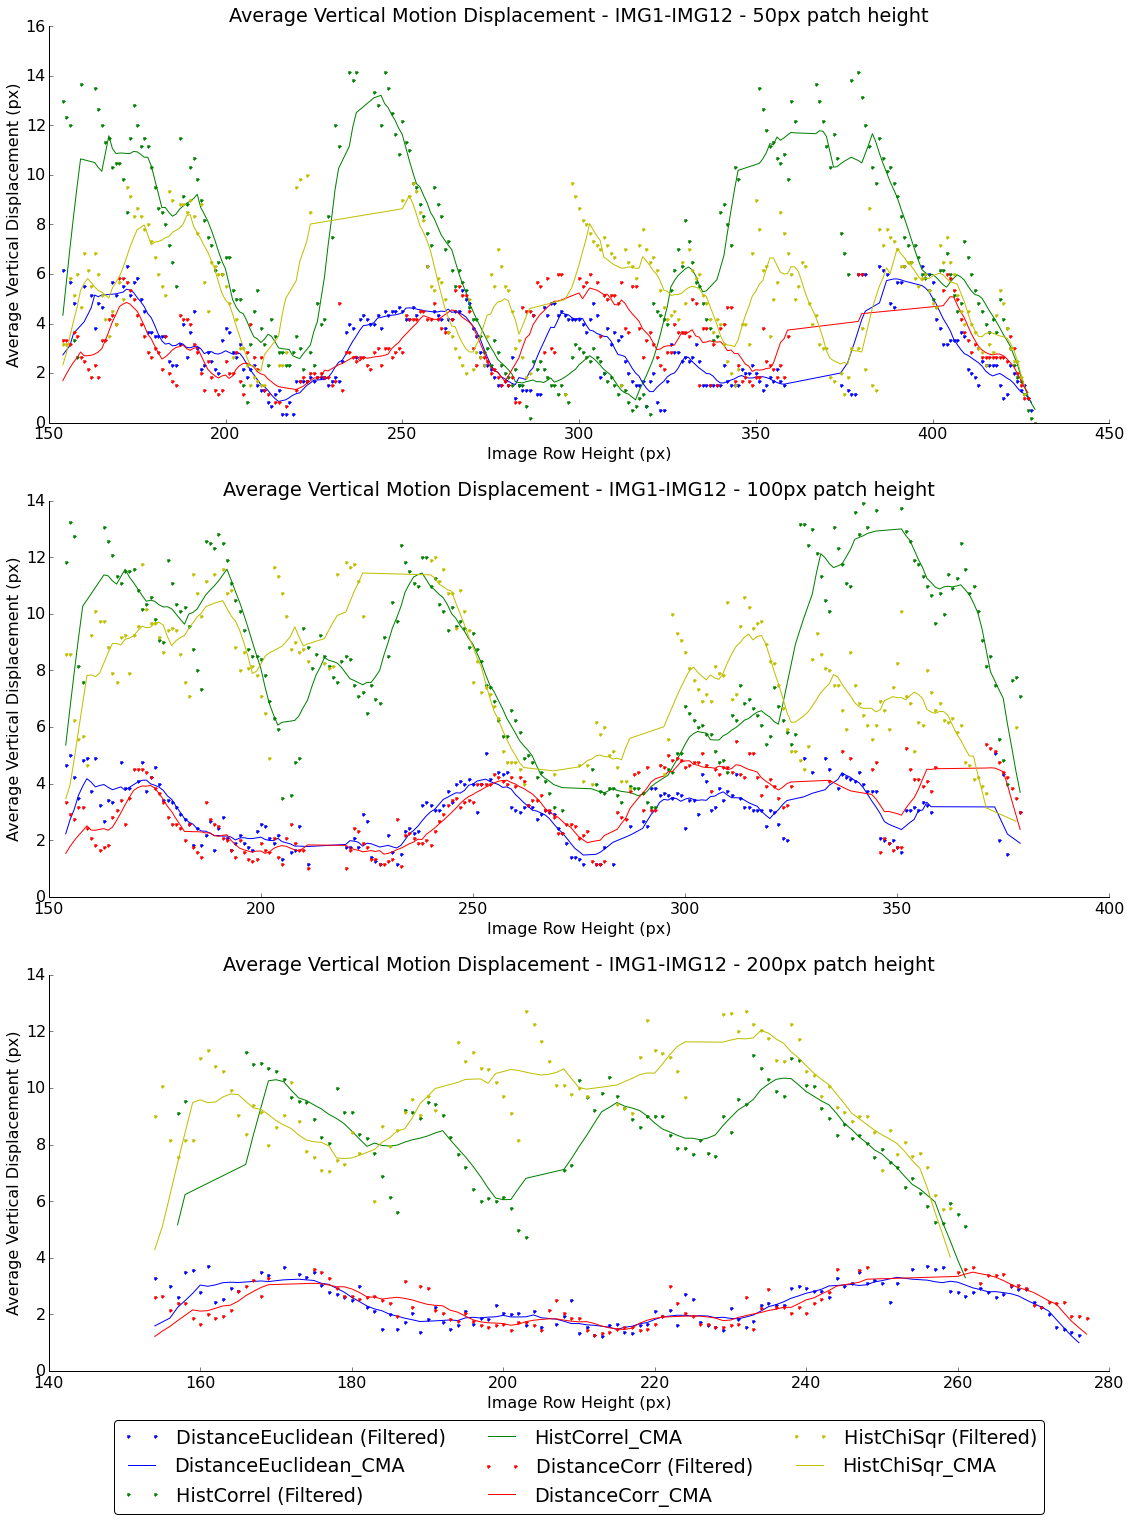 Average Vertical Motion Displacement - IMG1-IMG12 - 50px patch height
Average Vertical Displacement (px)
16
14
12
10
8
6
4
2
0
150 200 250 300 350 400 450
Image Row Height (px)
Average Vertical Motion Displacement - IMG1-IMG12 - 100px patch height
Average Vertical Displacement (px)
14
12
10
8
6
4
2
0
150 200 250 300 350 400
Image Row Height (px)
Average Vertical Motion Displacement - IMG1-IMG12 - 200px patch height
Average Vertical Displacement (px)
14
12
10
8
6
4
2
0
140 160 180 200 220 240 260 280
Image Row Height (px)
DistanceEuclidean (Filtered)
DistanceEuclidean_CMA
HistCorrel (Filtered)
HistCorrel_CMA
DistanceCorr (Filtered)
DistanceCorr_CMA
HistChiSqr (Filtered)
HistChiSqr_CMA